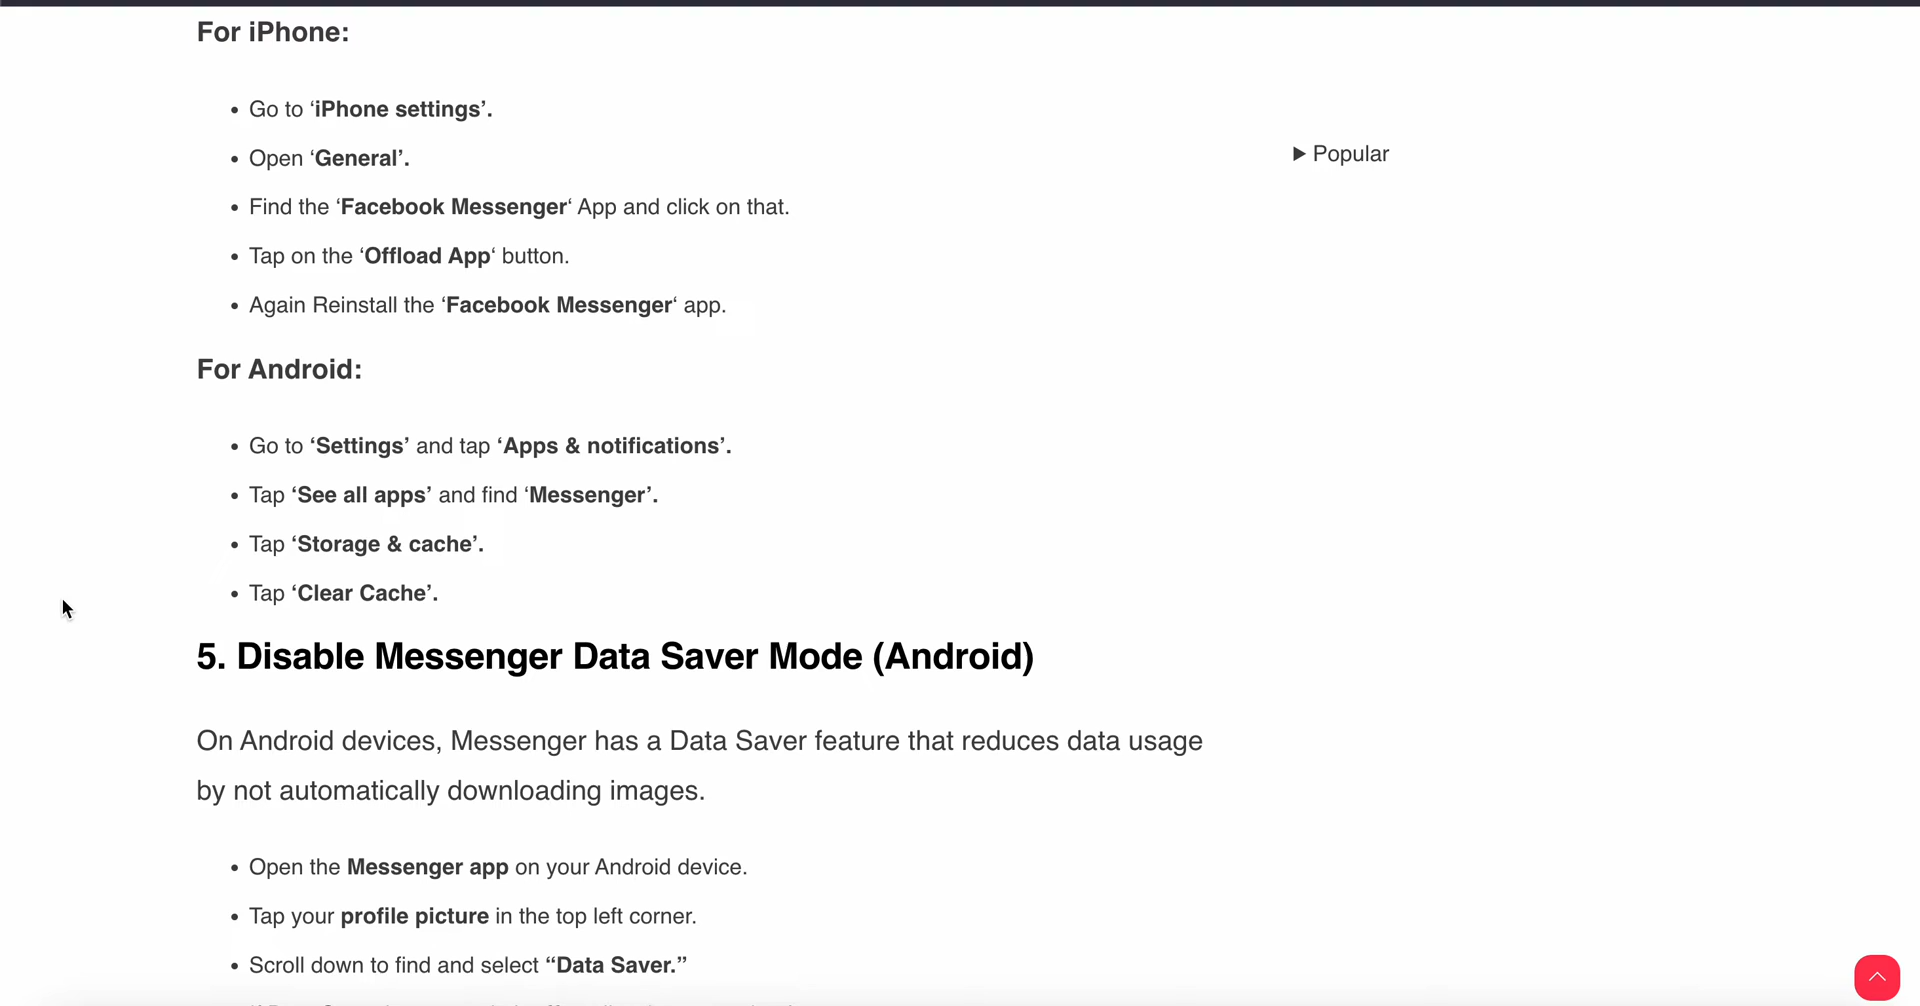 For iPhone:
• Go to ‘iPhone settings’.
Popular
• Open ‘General’.
• Find the ‘Facebook Messenger‘ App and click on that.
• Tap on the ‘Offload App‘ button.
• Again Reinstall the ‘Facebook Messenger‘ app.
For Android:
• Go to ‘Settings’ and tap ‘Apps & notifications’.
• Tap ‘See all apps’ and find ‘Messenger’.
• Tap ‘Storage & cache’.
• Tap ‘Clear Cache’.
5. Disable Messenger Data Saver Mode (Android)
On Android devices, Messenger has a Data Saver feature that reduces data usage
by not automatically downloading images.
• Open the Messenger app on your Android device.
• Tap your profile picture in the top left corner.
• Scroll down to find and select “Data Saver.”